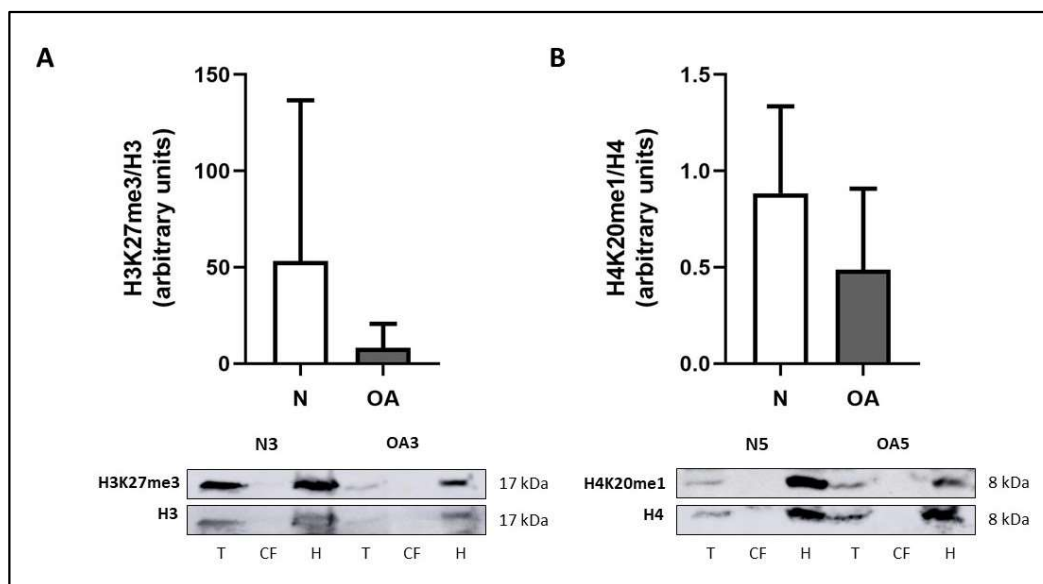 A
H3K27me3/H3
(arbitrary units)
150
100
50
0
N OA
N3 OA3
H3K27me3 17 kDa
H3 17 kDa
T CF H T CF H
B
H4K20me1/H4
(arbitrary units)
1.5
1.0
0.5
0.0
N OA
N5 OA5
H4K20me1 8 kDa
H4 8 kDa
T CF H T CF H